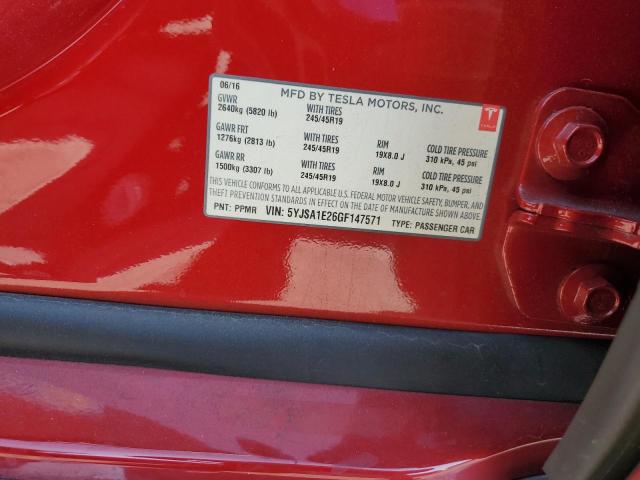 06/16 MFD BY TESLA MOTORS, INC.
GVWR WITH TIRES
2640kg (5820 lb) 245/45R19
GAWR FRT WITH TIRES RIM COLD TIRE PRESSURE
1276kg (2813 lb) 245/45R19 19X8.0 J 310 kPa, 45 psi
GAWR RR WITH TIRES RIM COLD TIRE PRESSURE
1500kg (3307 lb) 245/45R19 19X8.0 J 310 kPa, 45 psi
THIS VEHICLE CONFORMS TO ALL APPLICABLE U.S. FEDERAL MOTOR VEHICLE SAFETY, BUMPER, AND
THEFT PREVENTION STANDARDS IN EFFECT ON THE DATE OF MANUFACTURE SHOWN ABOVE.
PNT: PPMR VIN: 5YJSA1E26GF147571 TYPE: PASSENGER CAR